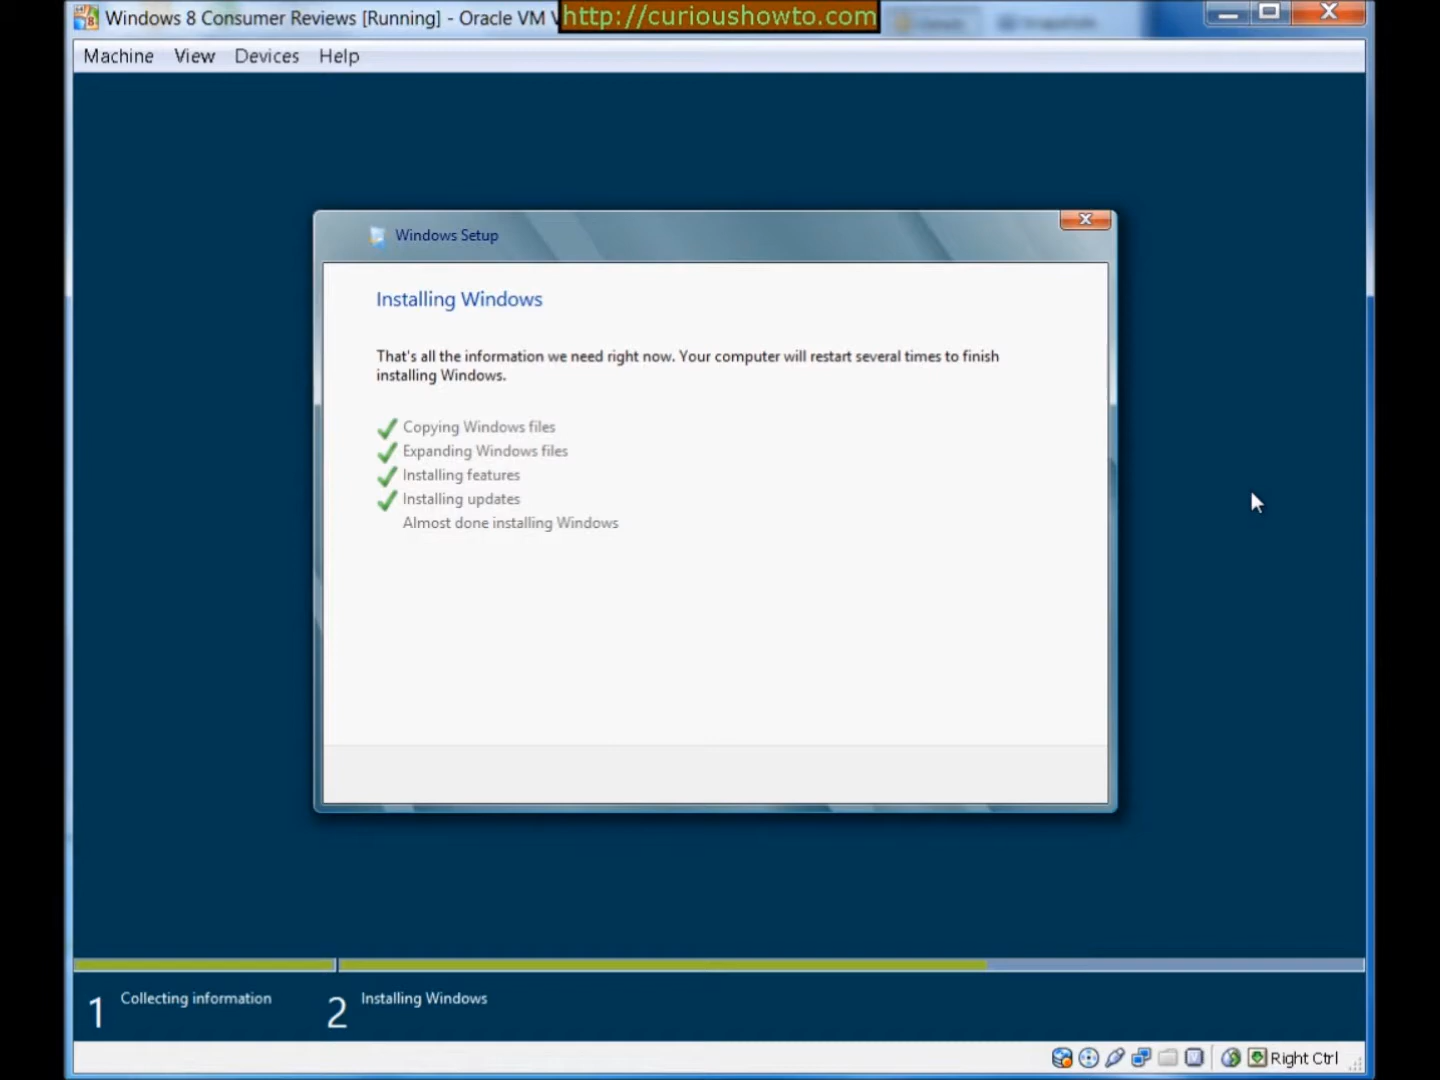 Windows 8 Consumer Reviews [Running] - Oracle VM V
http://curioushowto.com
Machine View Devices Help
Windows Setup
Installing Windows
That's all the information we need right now. Your computer will restart several times to finish
installing Windows.
Copying Windows files
Expanding Windows files
Installing features
Installing updates
Almost done installing Windows
1 Collecting information 2 Installing Windows
Right Ctrl